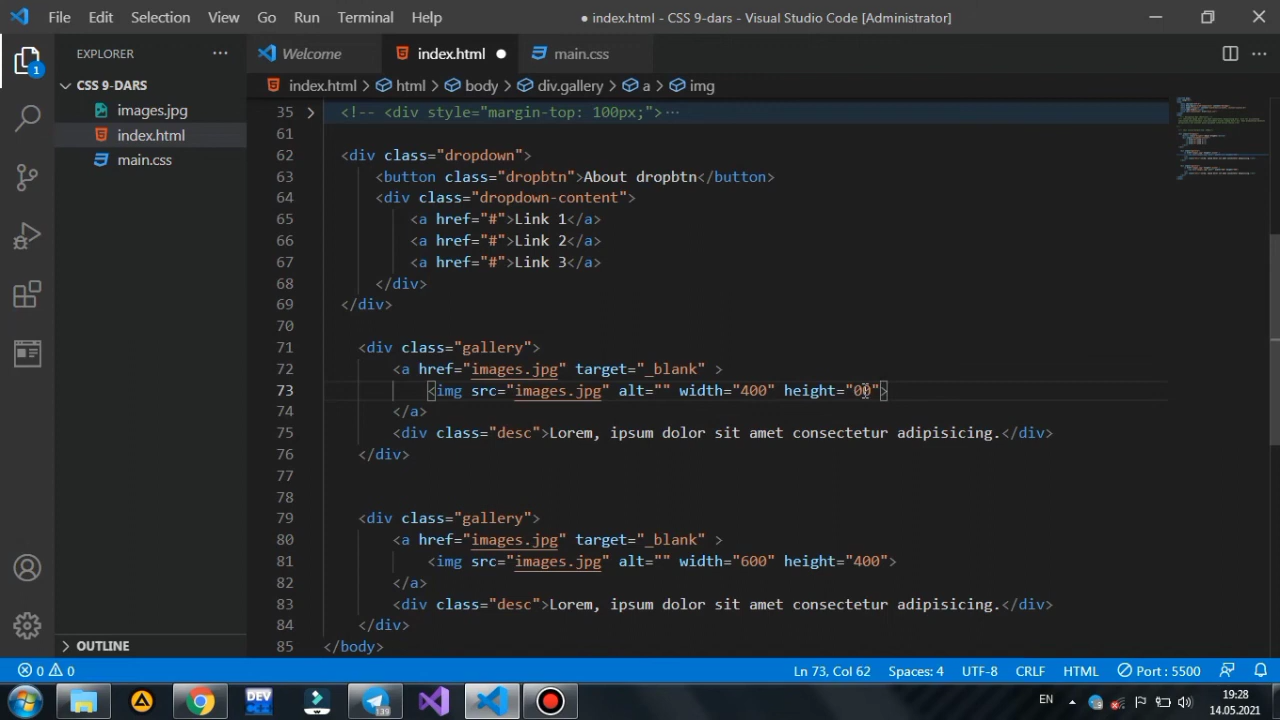 File Edit Selection View Go Run Terminal Help
● index.html - CSS 9-dars - Visual Studio Code [Administrator]
EXPLORER
Welcome index.html main.css
1
CSS 9-DARS
index.html > html > body > div.gallery > a > img
images.jpg
index.html
main.css
35 <!-- <div style="margin-top: 100px;">…
61
62 <div class="dropdown">
63 <button class="dropbtn">About dropbtn</button>
64 <div class="dropdown-content">
65 <a href="#">Link 1</a>
66 <a href="#">Link 2</a>
67 <a href="#">Link 3</a>
68 </div>
69 </div>
70
71 <div class="gallery">
72 <a href="images.jpg" target="_blank" >
73 <img src="images.jpg" alt="" width="400" height="00">
74 </a>
75 <div class="desc">Lorem, ipsum dolor sit amet consectetur adipisicing.</div>
76 </div>
77
78
79 <div class="gallery">
80 <a href="images.jpg" target="_blank" >
81 <img src="images.jpg" alt="" width="600" height="400">
82 </a>
83 <div class="desc">Lorem, ipsum dolor sit amet consectetur adipisicing.</div>
84 </div>
85 </body>
OUTLINE
0 0
Ln 73, Col 62 Spaces: 4 UTF-8 CRLF HTML Port : 5500
DEV
139
EN
19:28
14.05.2021